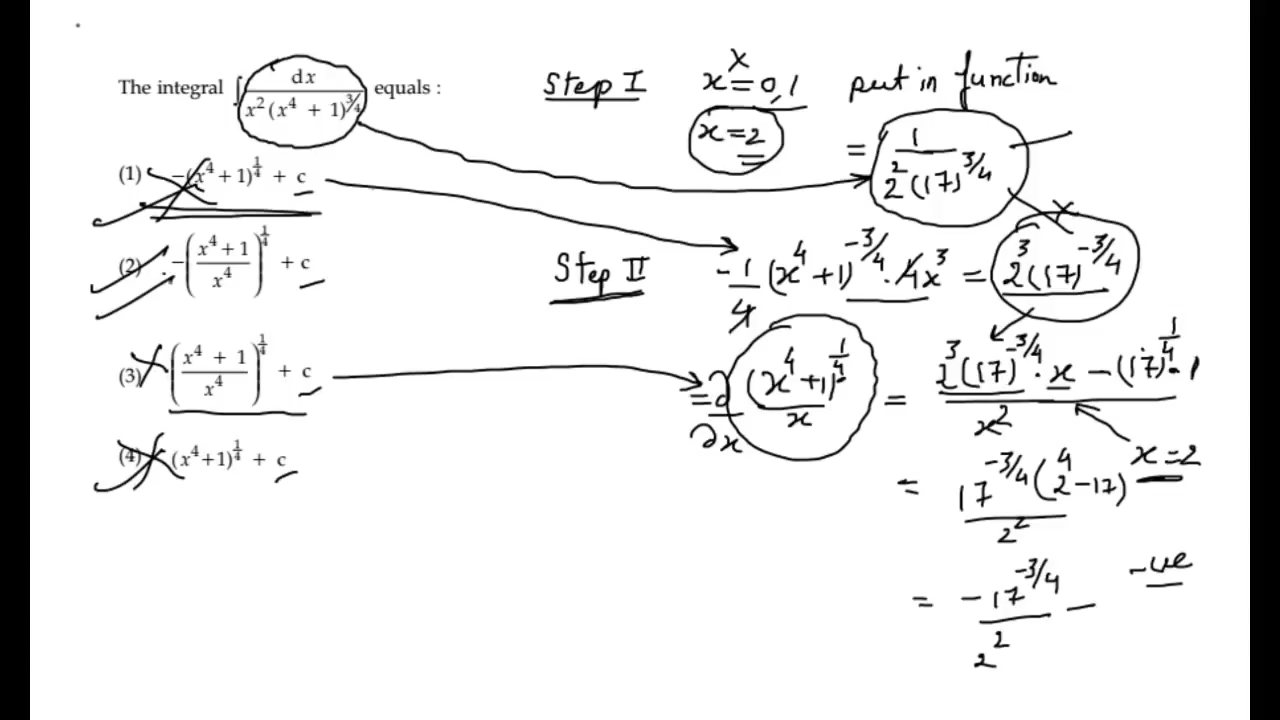 The integral ∫ dx / x²(x⁴ + 1)^¾ equals :
Step I x = 0,1 put in function
x = 2 = 1 / 2²(17)^3/4
(1) -(x⁴ + 1)^¼ + c
-1/4 (x⁴ + 1)^-3/4 · 4x³ = 2³(17)^-3/4
(2) -((x⁴ + 1) / x⁴)^¼ + c
Step II
(3) ((x⁴ + 1) / x⁴)^¼ + c
= ∂/∂x (x⁴ + 1)^¼ / x = 2³(17)^-3/4 · x - (17)^¼ · 1 / x²
x = 2
(4) (x⁴+1)^¼ + c
= 17^-3/4 (2⁴ - 17) / 2²
= -17^-3/4 / 2² - -ve